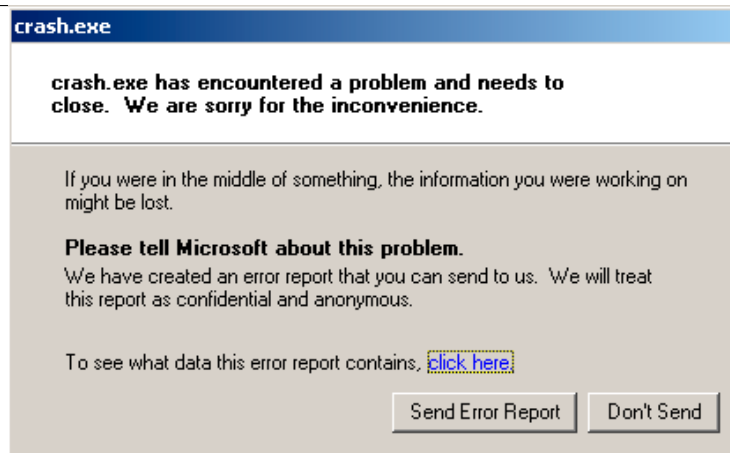 crash.exe
crash.exe has encountered a problem and needs to
close.  We are sorry for the inconvenience.
If you were in the middle of something, the information you were working on
might be lost.
Please tell Microsoft about this problem.
We have created an error report that you can send to us.  We will treat
this report as confidential and anonymous.
To see what data this error report contains, click here.
Send Error Report
Don't Send